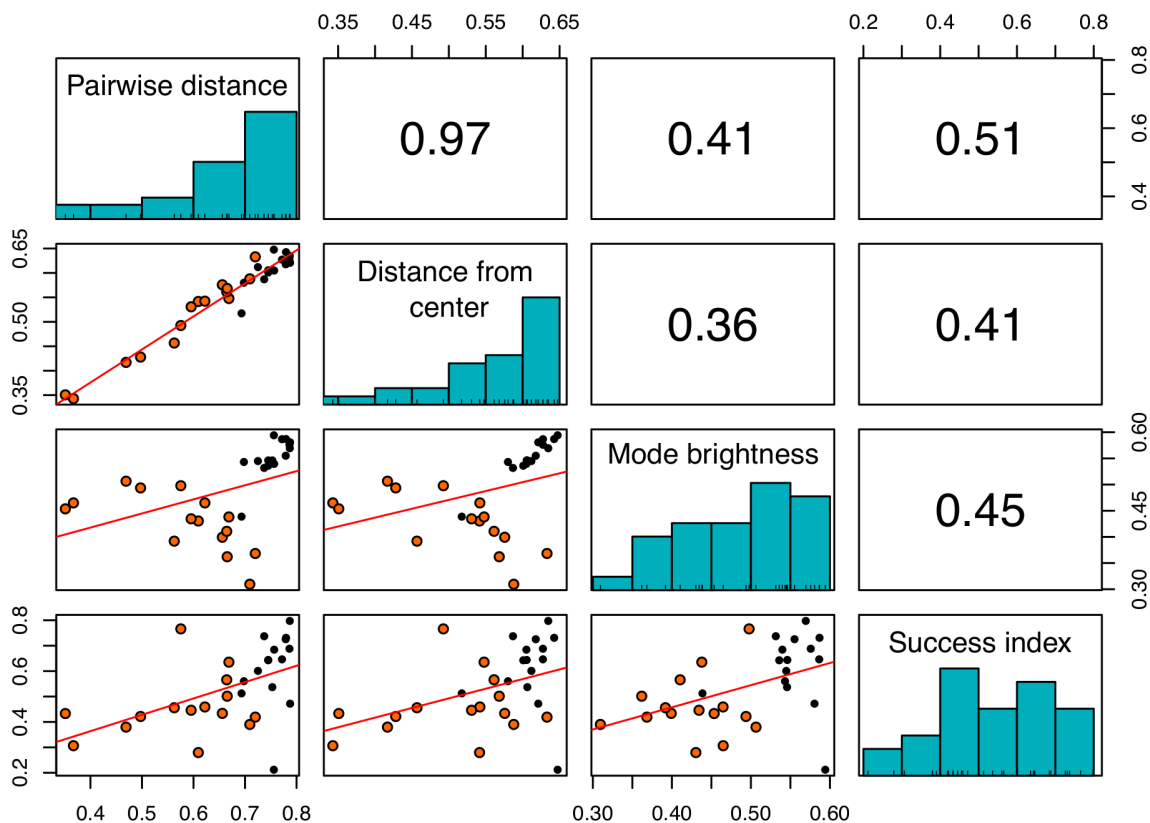 0.35 0.45 0.55 0.65
0.2 0.4 0.6 0.8
Pairwise distance
0.97
0.41
0.51
0.4 0.6 0.8
0.35 0.50 0.65
Distance from
center
0.36
0.41
Mode brightness
0.45
0.30 0.45 0.60
0.2 0.4 0.6 0.8
Success index
0.4 0.5 0.6 0.7 0.8
0.30 0.40 0.50 0.60